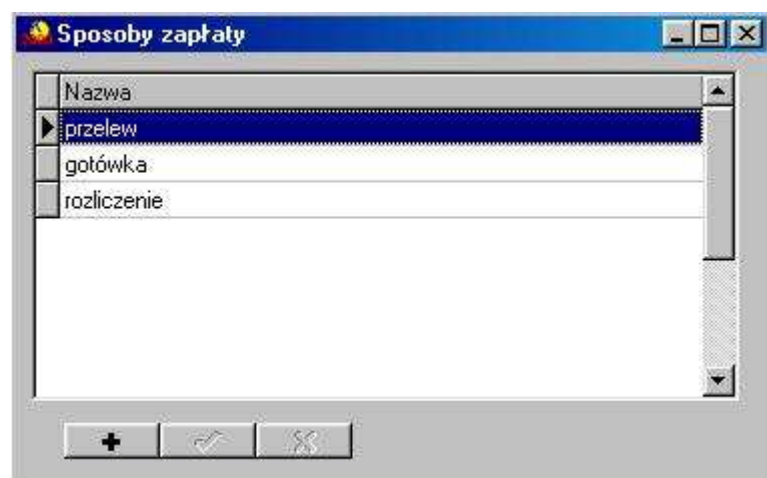 Sposoby zapłaty
Nazwa
przelew
gotówka
rozliczenie